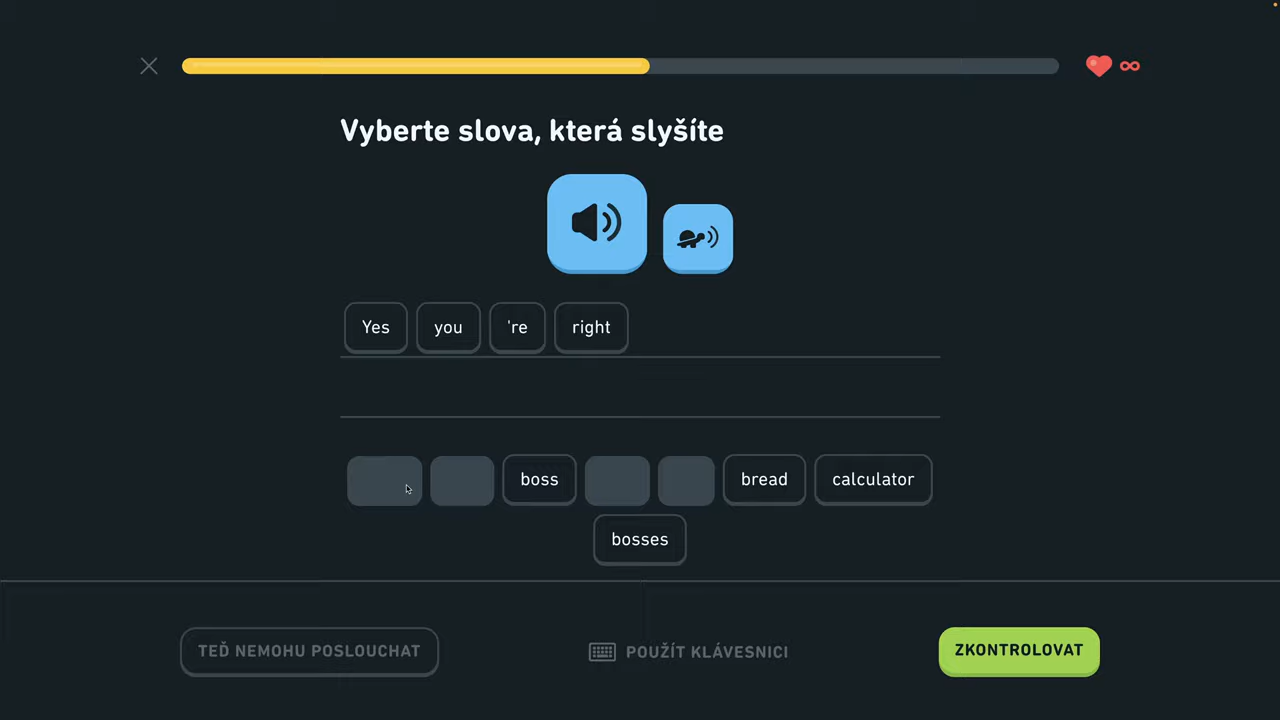 Vyberte slova, která slyšíte
Yes you 're right
boss bread calculator
bosses
TEĎ NEMOHU POSLOUCHAT POUŽÍT KLÁVESNICI ZKONTROLOVAT